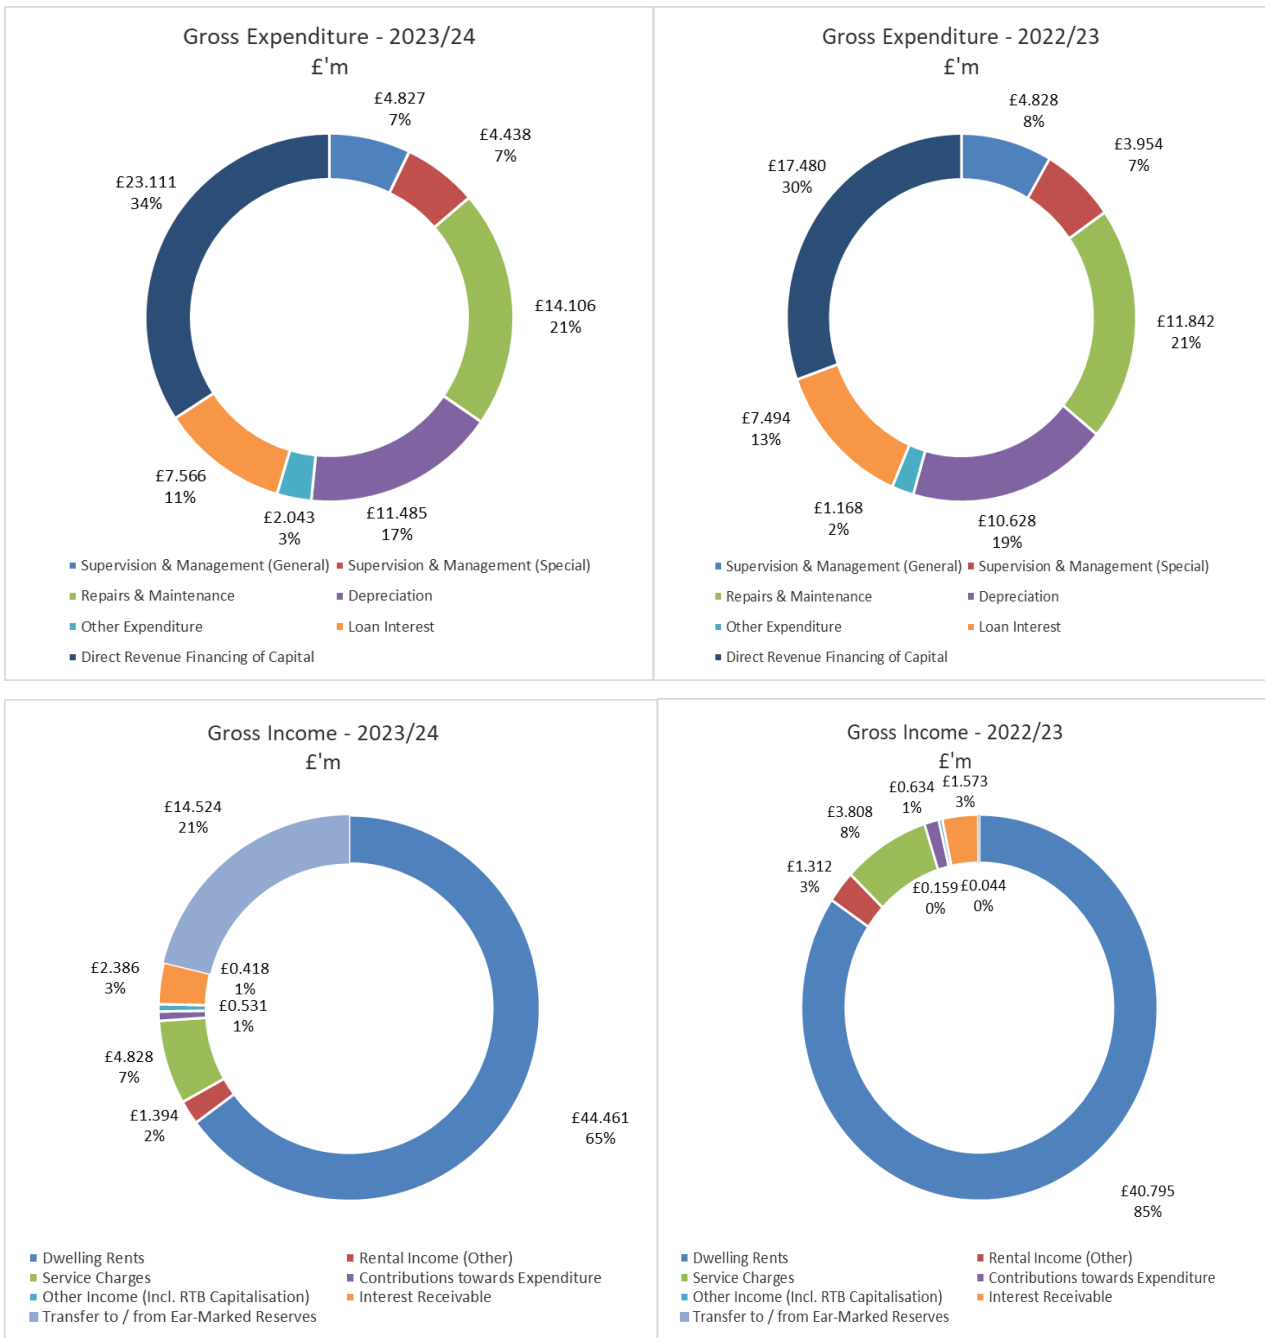 Gross Expenditure - 2023/24
£'m
£4.827
7%
£4.438
7%
£14.106
21%
£11.485
17%
£2.043
3%
£7.566
11%
£23.111
34%
Supervision & Management (General)
Supervision & Management (Special)
Repairs & Maintenance
Depreciation
Other Expenditure
Loan Interest
Direct Revenue Financing of Capital
Gross Expenditure - 2022/23
£'m
£4.828
8%
£3.954
7%
£11.842
21%
£10.628
19%
£1.168
2%
£7.494
13%
£17.480
30%
Supervision & Management (General)
Supervision & Management (Special)
Repairs & Maintenance
Depreciation
Other Expenditure
Loan Interest
Direct Revenue Financing of Capital
Gross Income - 2023/24
£'m
£14.524
21%
£2.386
3%
£0.418
1%
£0.531
1%
£4.828
7%
£1.394
2%
£44.461
65%
Dwelling Rents
Rental Income (Other)
Service Charges
Contributions towards Expenditure
Other Income (Incl. RTB Capitalisation)
Interest Receivable
Transfer to / from Ear-Marked Reserves
Gross Income - 2022/23
£'m
£1.573
3%
£0.634
1%
£3.808
8%
£1.312
3%
£0.159
0%
£0.044
0%
£40.795
85%
Dwelling Rents
Rental Income (Other)
Service Charges
Contributions towards Expenditure
Other Income (Incl. RTB Capitalisation)
Interest Receivable
Transfer to / from Ear-Marked Reserves